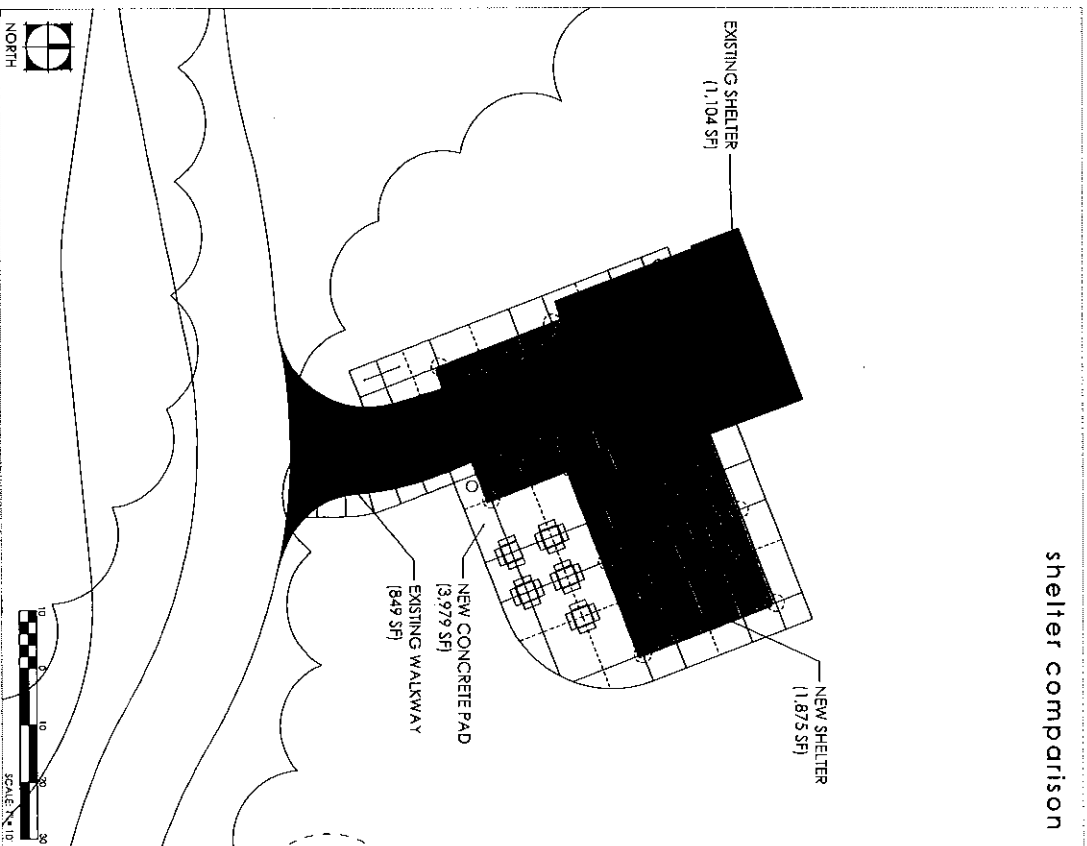 shelter comparison
EXISTING SHELTER
(1,104 SF)
NEW SHELTER
(1,875 SF)
NEW CONCRETE PAD
(3,979 SF)
EXISTING WALKWAY
(849 SF)
NORTH
10 0 10 20 30
SCALE: 1" = 10'